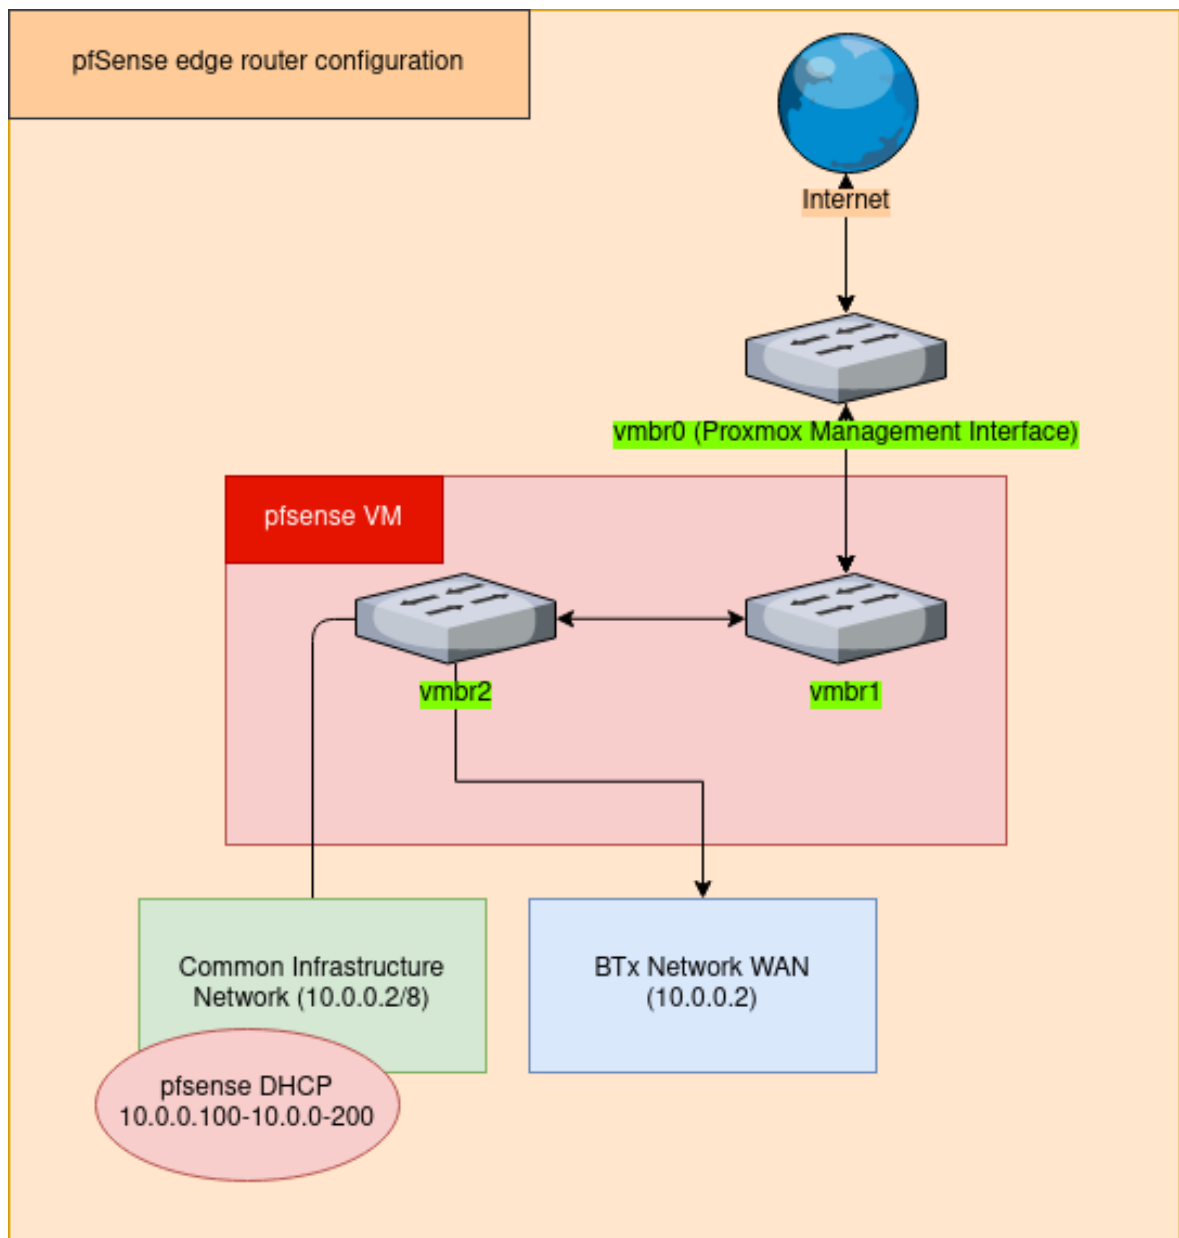 pfSense edge router configuration
Internet
vmbr0 (Proxmox Management Interface)
pfsense VM
vmbr2
vmbr1
Common Infrastructure
Network (10.0.0.2/8)
BTx Network WAN
(10.0.0.2)
pfsense DHCP
10.0.0.100-10.0.0-200